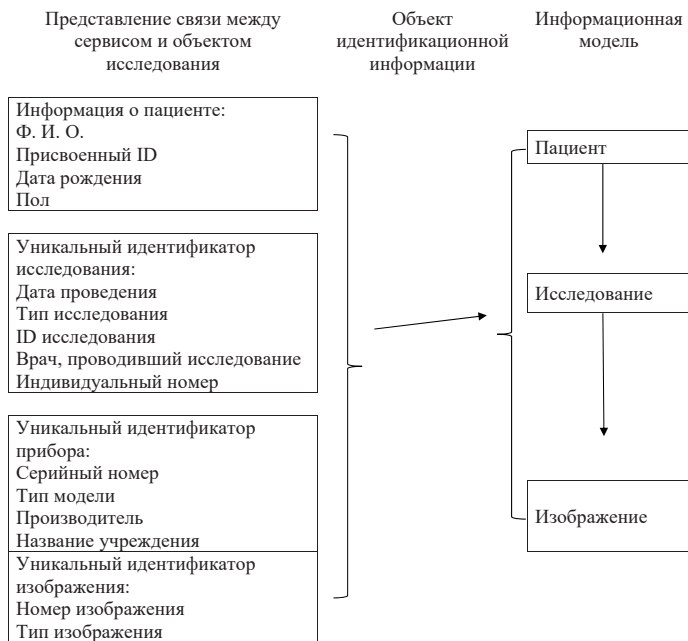 Представление связи между
сервисом и объектом
исследования
Объект
идентификационной
информации
Информационная
модель
Информация о пациенте:
Ф. И. О.
Присвоенный ID
Дата рождения
Пол
Уникальный идентификатор
исследования:
Дата проведения
Тип исследования
ID исследования
Врач, проводивший исследование
Индивидуальный номер
Уникальный идентификатор
прибора:
Серийный номер
Тип модели
Производитель
Название учреждения
Уникальный идентификатор
изображения:
Номер изображения
Тип изображения
Пациент
Исследование
Изображение